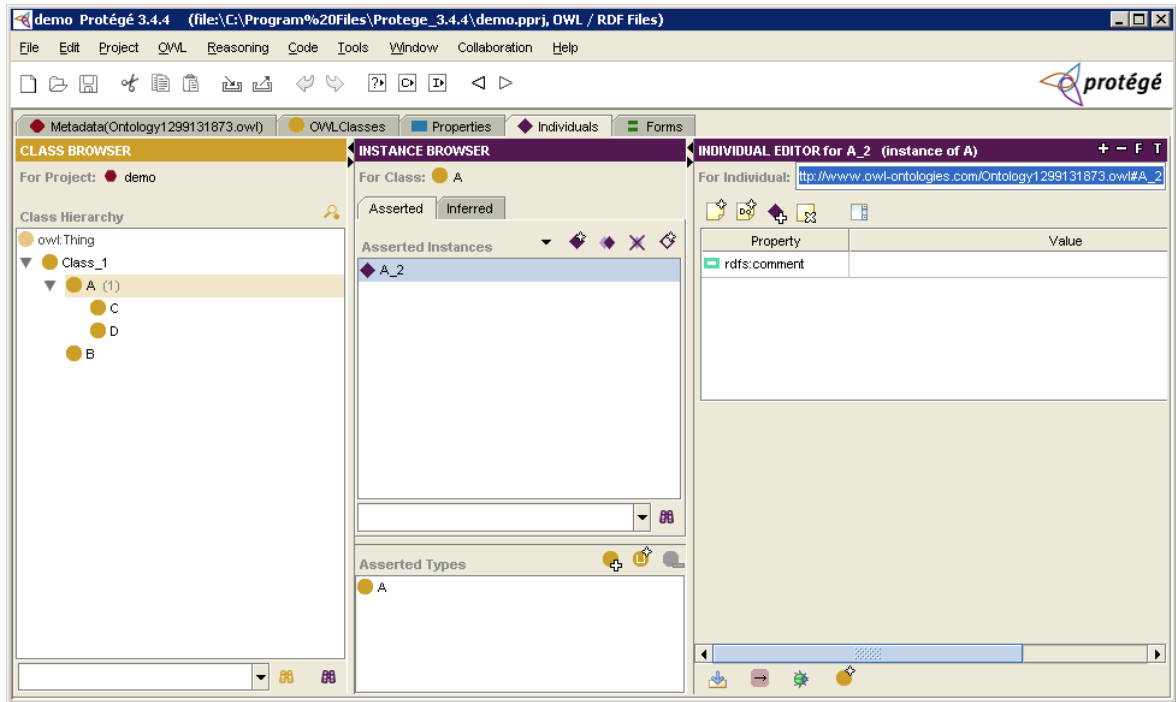 demo Protégé 3.4.4 (file:\C:\Program%20Files\Protege_3.4.4\demo.pprj, OWL / RDF Files)
File Edit Project OWL Reasoning Code Tools Window Collaboration Help
protégé
Metadata(Ontology1299131873.owl) OWLClasses Properties Individuals Forms
CLASS BROWSER
For Project: demo
Class Hierarchy
owl:Thing
Class_1
A (1)
C
D
B
INSTANCE BROWSER
For Class: A
Asserted Inferred
Asserted Instances
A_2
Asserted Types
A
INDIVIDUAL EDITOR for A_2 (instance of A) + − F T
For Individual: ttp://www.owl-ontologies.com/Ontology1299131873.owl#A_2
Property Value
rdfs:comment